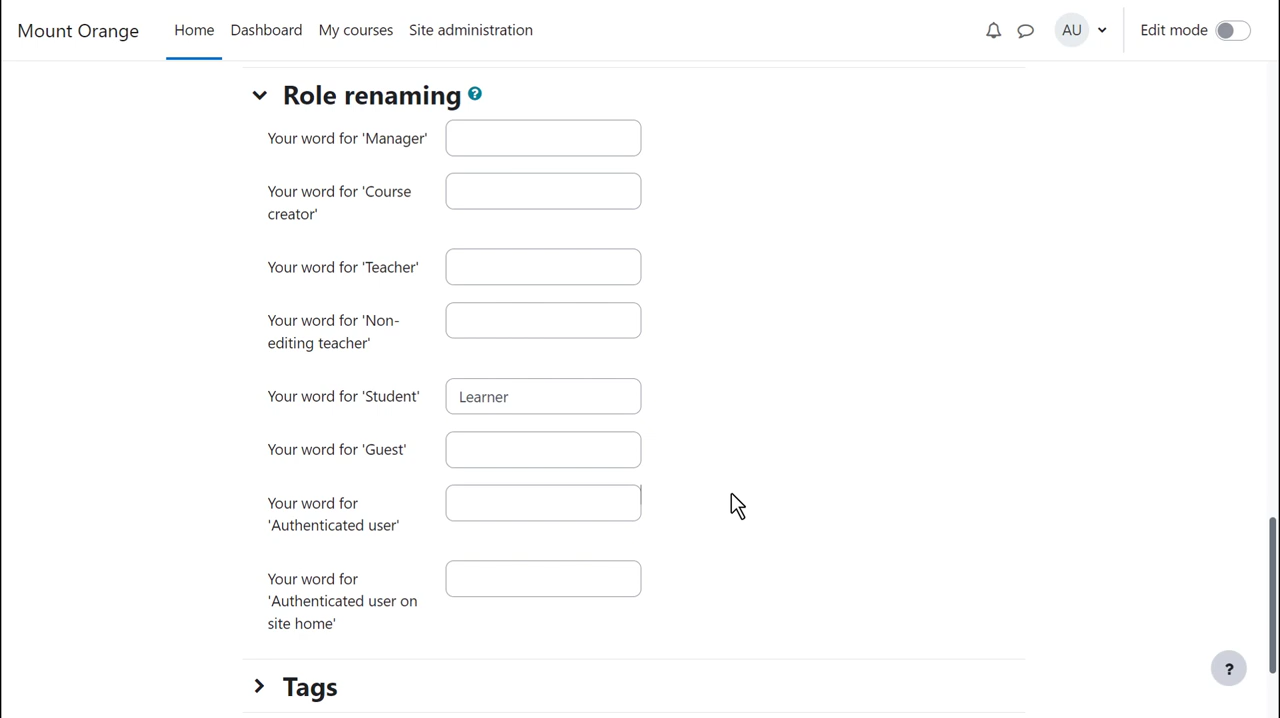 Mount Orange Home Dashboard My courses Site administration AU Edit mode
Role renaming ?
Your word for 'Manager'
Your word for 'Course
creator'
Your word for 'Teacher'
Your word for 'Non-
editing teacher'
Your word for 'Student' Learner
Your word for 'Guest'
Your word for
'Authenticated user'
Your word for
'Authenticated user on
site home'
Tags
?